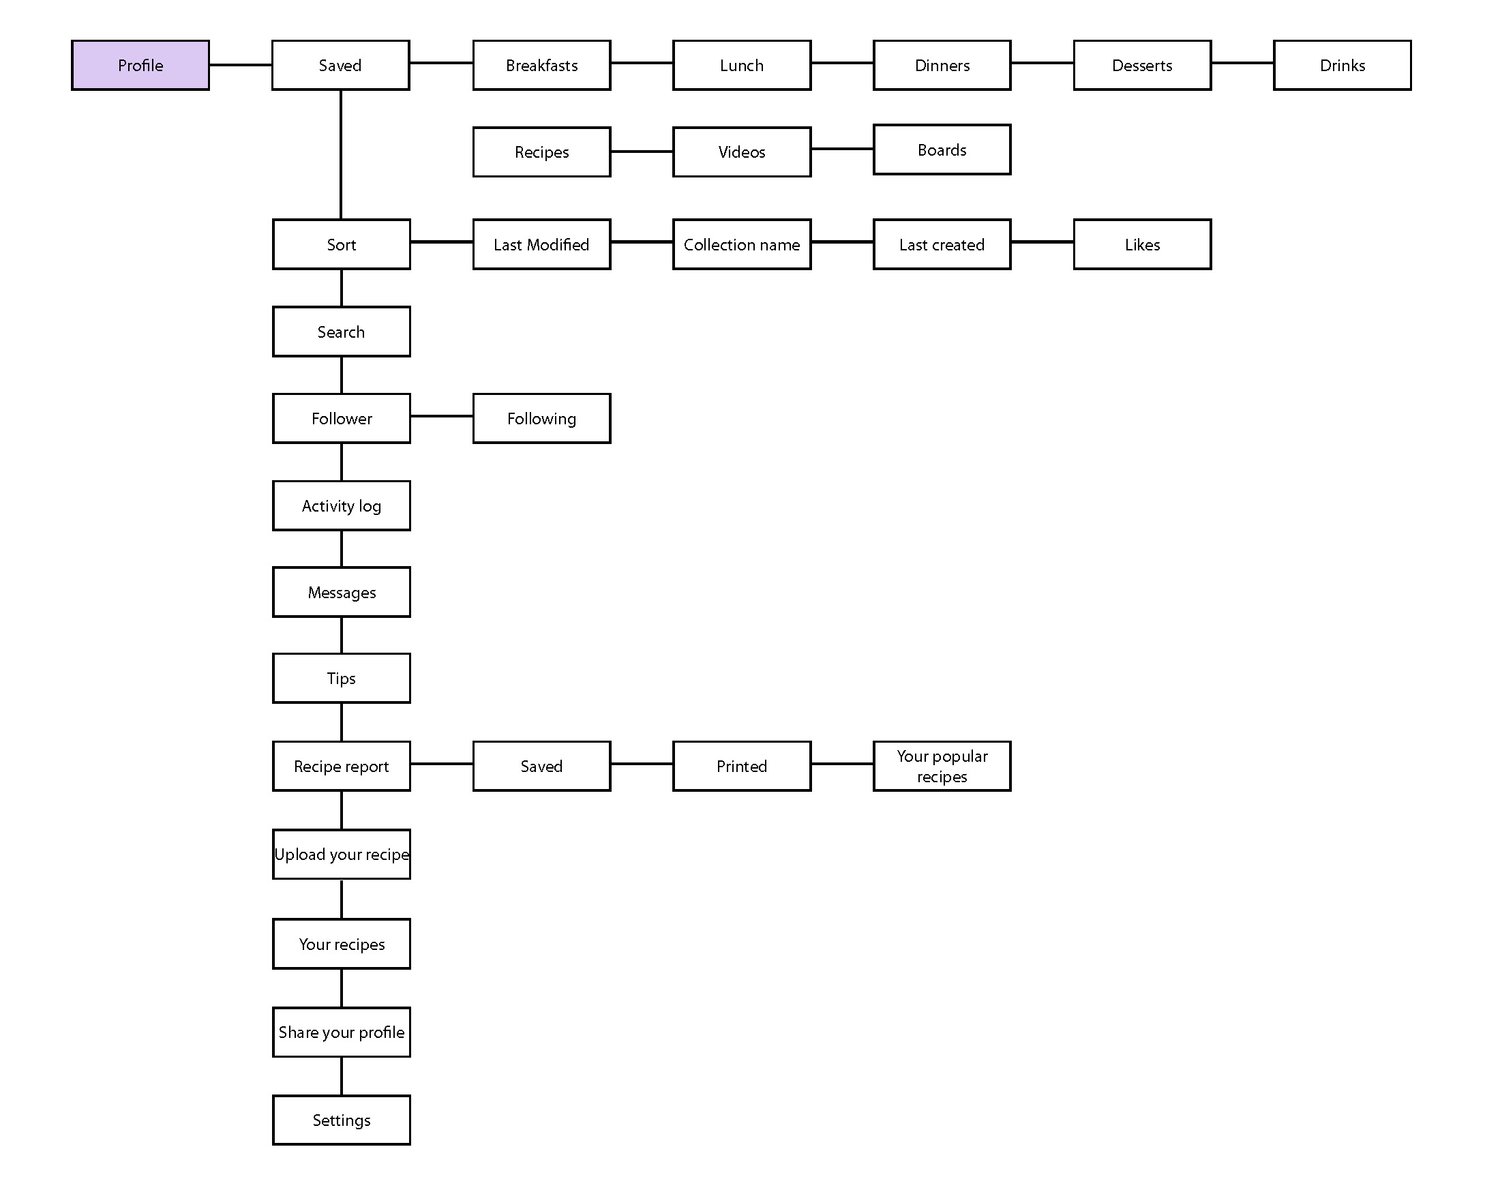 Profile
Saved
Breakfasts
Lunch
Dinners
Desserts
Drinks
Recipes
Videos
Boards
Sort
Last Modified
Collection name
Last created
Likes
Search
Follower
Following
Activity log
Messages
Tips
Recipe report
Saved
Printed
Your popular
recipes
Upload your recipe
Your recipes
Share your profile
Settings